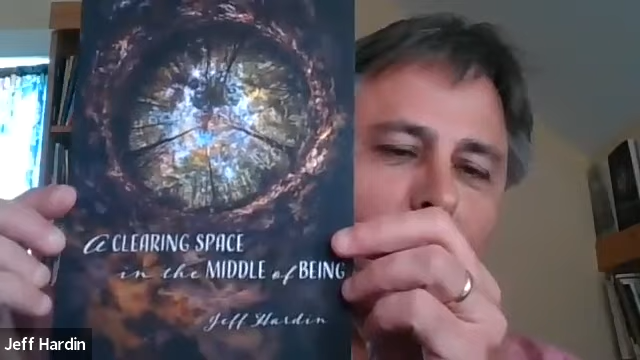 a CLEARING SPACE
in the MIDDLE of BEING
Jeff Hardin
Jeff Hardin